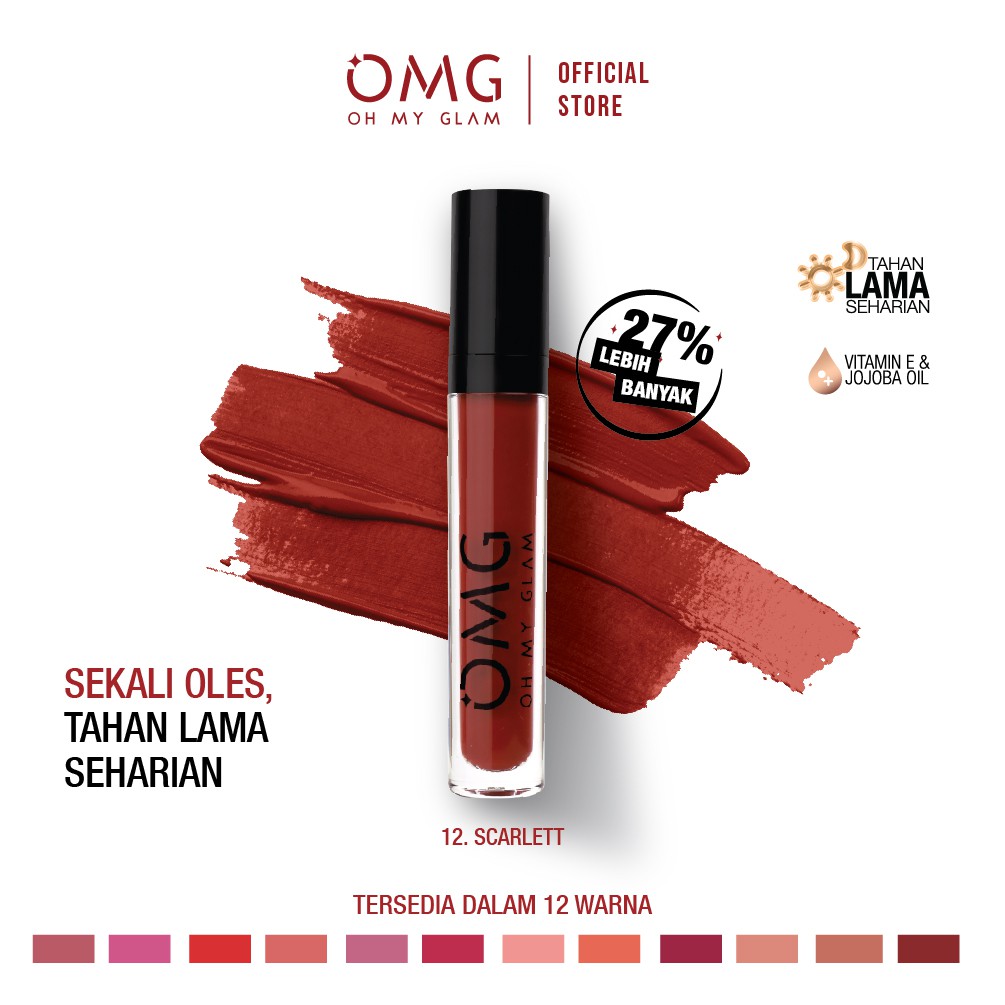 OMG
OH MY GLAM
OFFICIAL
STORE
TAHAN
LAMA
SEHARIAN
27%
LEBIH
BANYAK
VITAMIN E &
JOJOBA OIL
OMG
OH MY GLAM
SEKALI OLES,
TAHAN LAMA
SEHARIAN
12. SCARLETT
TERSEDIA DALAM 12 WARNA